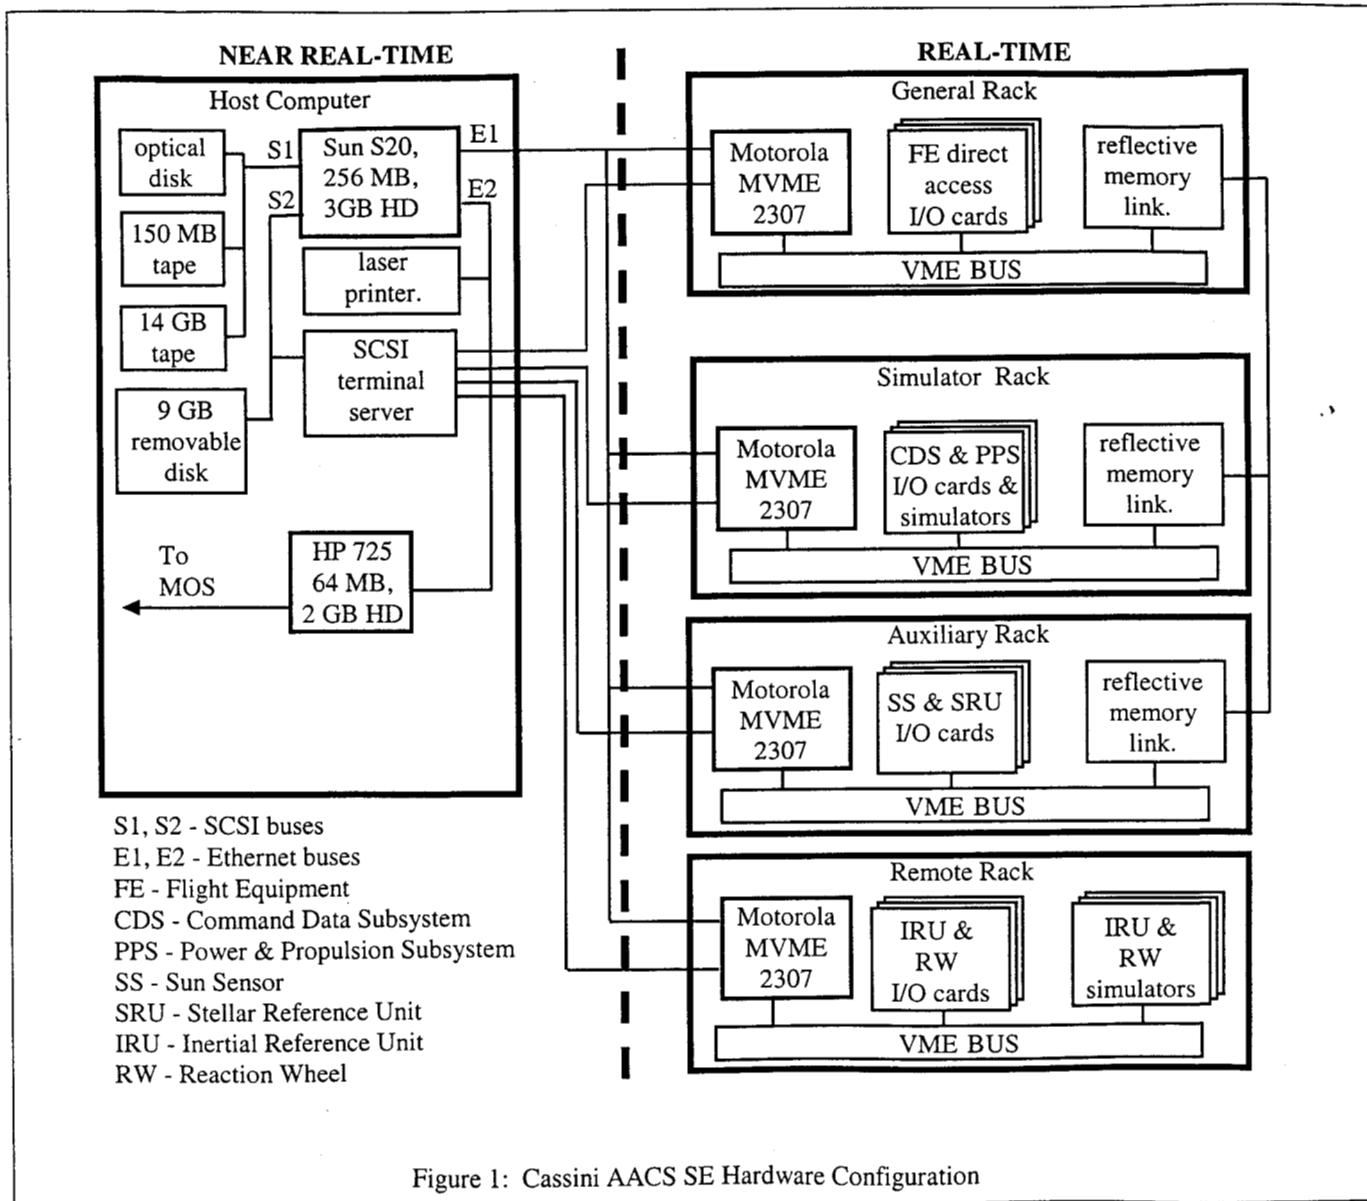 NEAR REAL-TIME
Host Computer
optical
disk
150 MB
tape
14 GB
tape
9 GB
removable
disk
S1
S2
Sun S20,
256 MB,
3GB HD
E1
E2
laser
printer.
SCSI
terminal
server
To
MOS
HP 725
64 MB,
2 GB HD
S1, S2 - SCSI buses
E1, E2 - Ethernet buses
FE - Flight Equipment
CDS - Command Data Subsystem
PPS - Power & Propulsion Subsystem
SS - Sun Sensor
SRU - Stellar Reference Unit
IRU - Inertial Reference Unit
RW - Reaction Wheel
REAL-TIME
General Rack
Motorola
MVME
2307
FE direct
access
I/O cards
reflective
memory
link.
VME BUS
Simulator Rack
Motorola
MVME
2307
CDS & PPS
I/O cards &
simulators
reflective
memory
link.
VME BUS
Auxiliary Rack
Motorola
MVME
2307
SS & SRU
I/O cards
reflective
memory
link.
VME BUS
Remote Rack
Motorola
MVME
2307
IRU &
RW
I/O cards
IRU &
RW
simulators
VME BUS
Figure 1: Cassini AACS SE Hardware Configuration